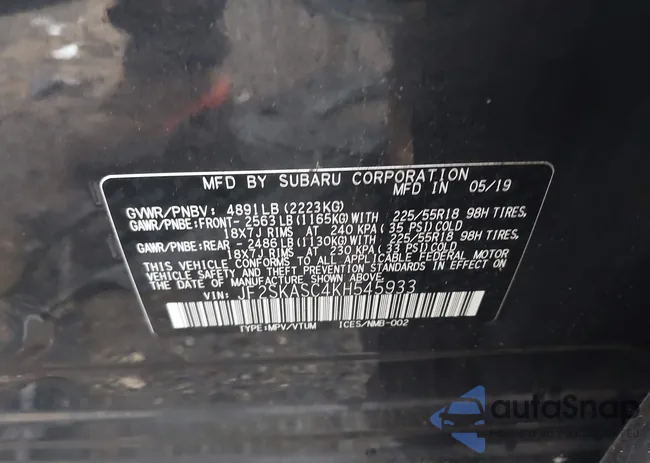 MFD BY SUBARU CORPORATION
MFD IN 05/19
GVWR/PNBV: 4891LB (2223KG)
GAWR/PNBE:FRONT-2563LB(1165KG)WITH 225/55R18 98H TIRES,
18X7J RIMS AT 240 KPA (35 PSI)COLD
GAWR/PNBE:REAR -2486LB(1130KG)WITH 225/55R18 98H TIRES,
18X7J RIMS AT 230 KPA (33 PSI)COLD
THIS VEHICLE CONFORMS TO ALL APPLICABLE FEDERAL MOTOR
VEHICLE SAFETY AND THEFT PREVENTION STANDARDS IN EFFECT ON
THE DATE OF MANUFACTURE SHOWN ABOVE.
VIN: JF2SKASC4KH545933
TYPE:MPV/VTUM ICES/NMB-002
autoSnap